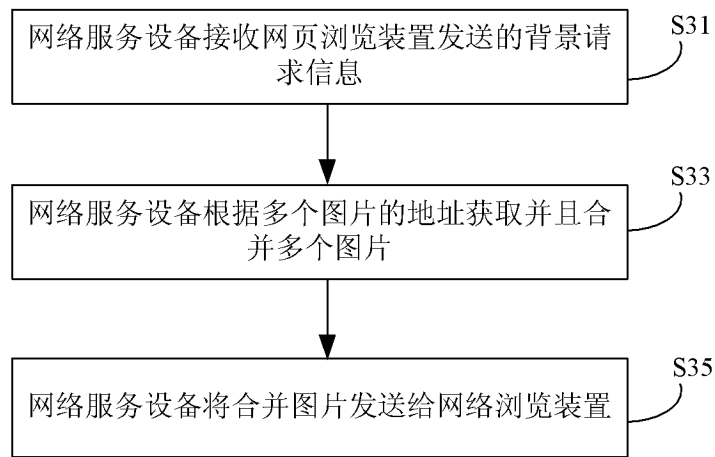 网络服务设备接收网页浏览装置发送的背景请
求信息
S31
网络服务设备根据多个图片的地址获取并且合
并多个图片
S33
网络服务设备将合并图片发送给网络浏览装置
S35